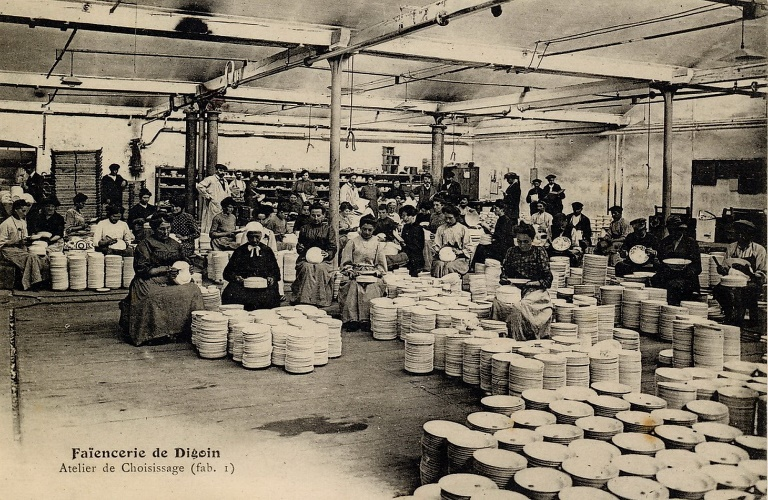 Faïencerie de Digoin
Atelier de Choisissage (fab. 1)